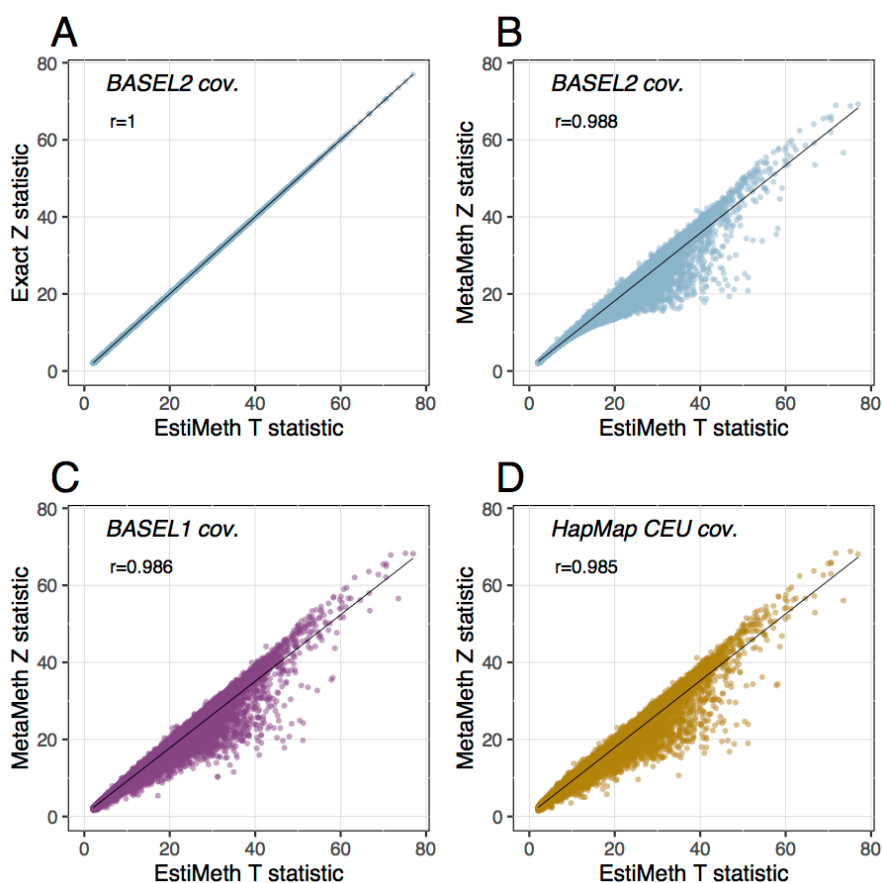 A
BASEL2 cov.
r=1
Exact Z statistic
80
60
40
20
0
0 20 40 60 80
EstiMeth T statistic
B
BASEL2 cov.
r=0.988
MetaMeth Z statistic
80
60
40
20
0
0 20 40 60 80
EstiMeth T statistic
C
BASEL1 cov.
r=0.986
MetaMeth Z statistic
80
60
40
20
0
0 20 40 60 80
EstiMeth T statistic
D
HapMap CEU cov.
r=0.985
MetaMeth Z statistic
80
60
40
20
0
0 20 40 60 80
EstiMeth T statistic